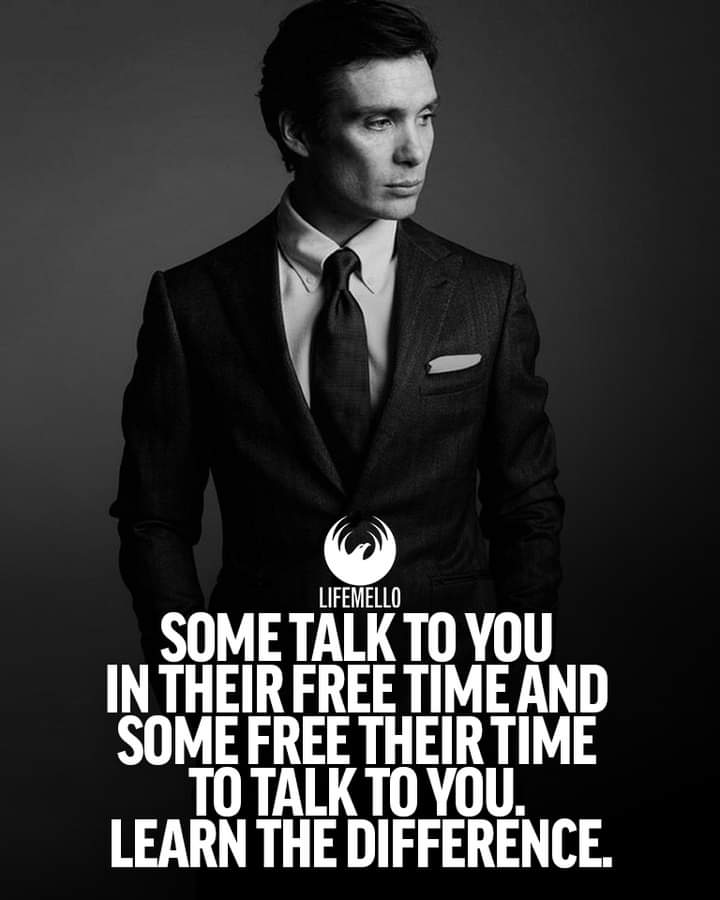 LIFEMELLO
SOME TALK TO YOU
IN THEIR FREE TIME AND
SOME FREE THEIR TIME
TO TALK TO YOU.
LEARN THE DIFFERENCE.